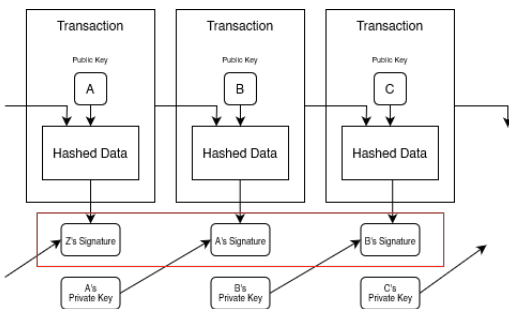 Transaction Transaction Transaction
Public Key Public Key Public Key
A B C
Hashed Data Hashed Data Hashed Data
Z's Signature A's Signature B's Signature
A's B's C's
Private Key Private Key Private Key